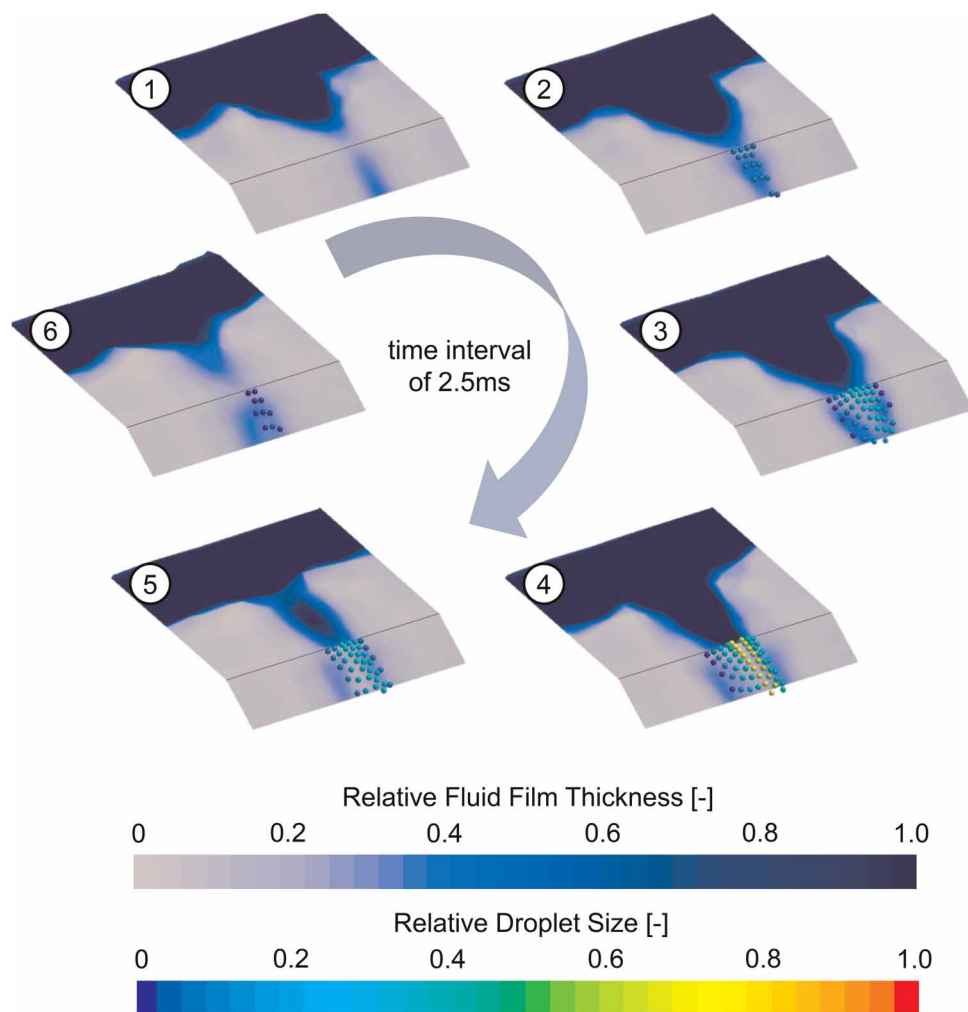 1
2
6
time interval
of 2.5ms
3
5
4
Relative Fluid Film Thickness [-]
0 0.2 0.4 0.6 0.8 1.0
Relative Droplet Size [-]
0 0.2 0.4 0.6 0.8 1.0